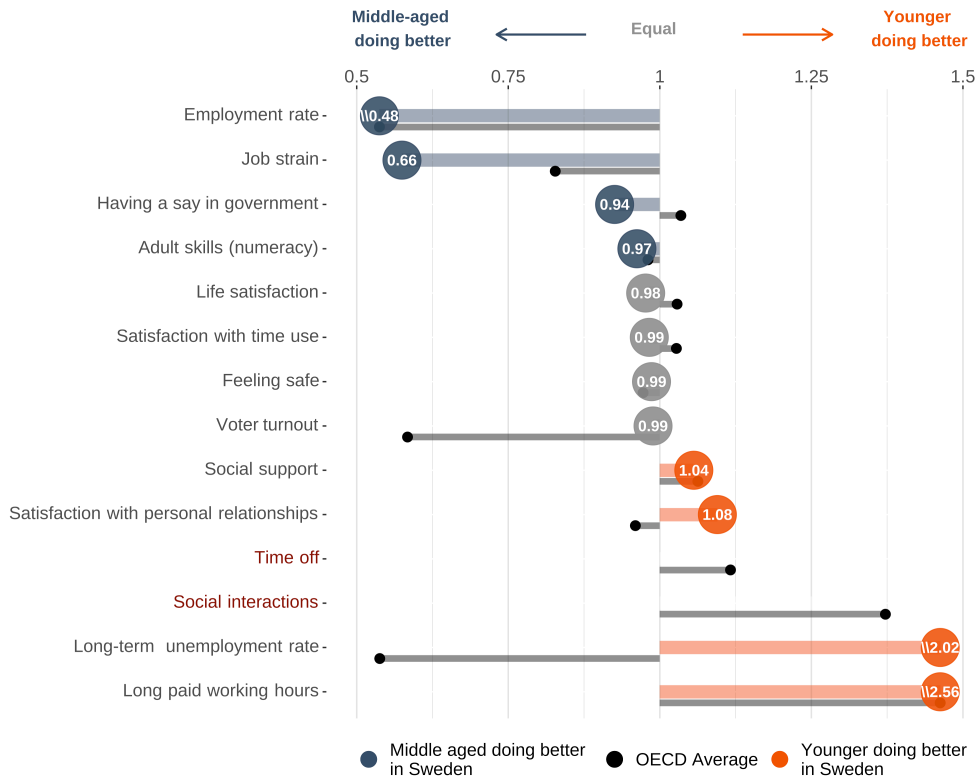 Middle-aged
doing better
Equal
Younger
doing better
0.5
0.75
1
1.25
1.5
Employment rate
\\0.48
Job strain
0.66
Having a say in government
0.94
Adult skills (numeracy)
0.97
Life satisfaction
0.98
Satisfaction with time use
0.99
Feeling safe
0.99
Voter turnout
0.99
Social support
1.04
Satisfaction with personal relationships
1.08
Time off
Social interactions
Long-term  unemployment rate
\\2.02
Long paid working hours
\\2.56
Middle aged doing better
in Sweden
OECD Average
Younger doing better
in Sweden